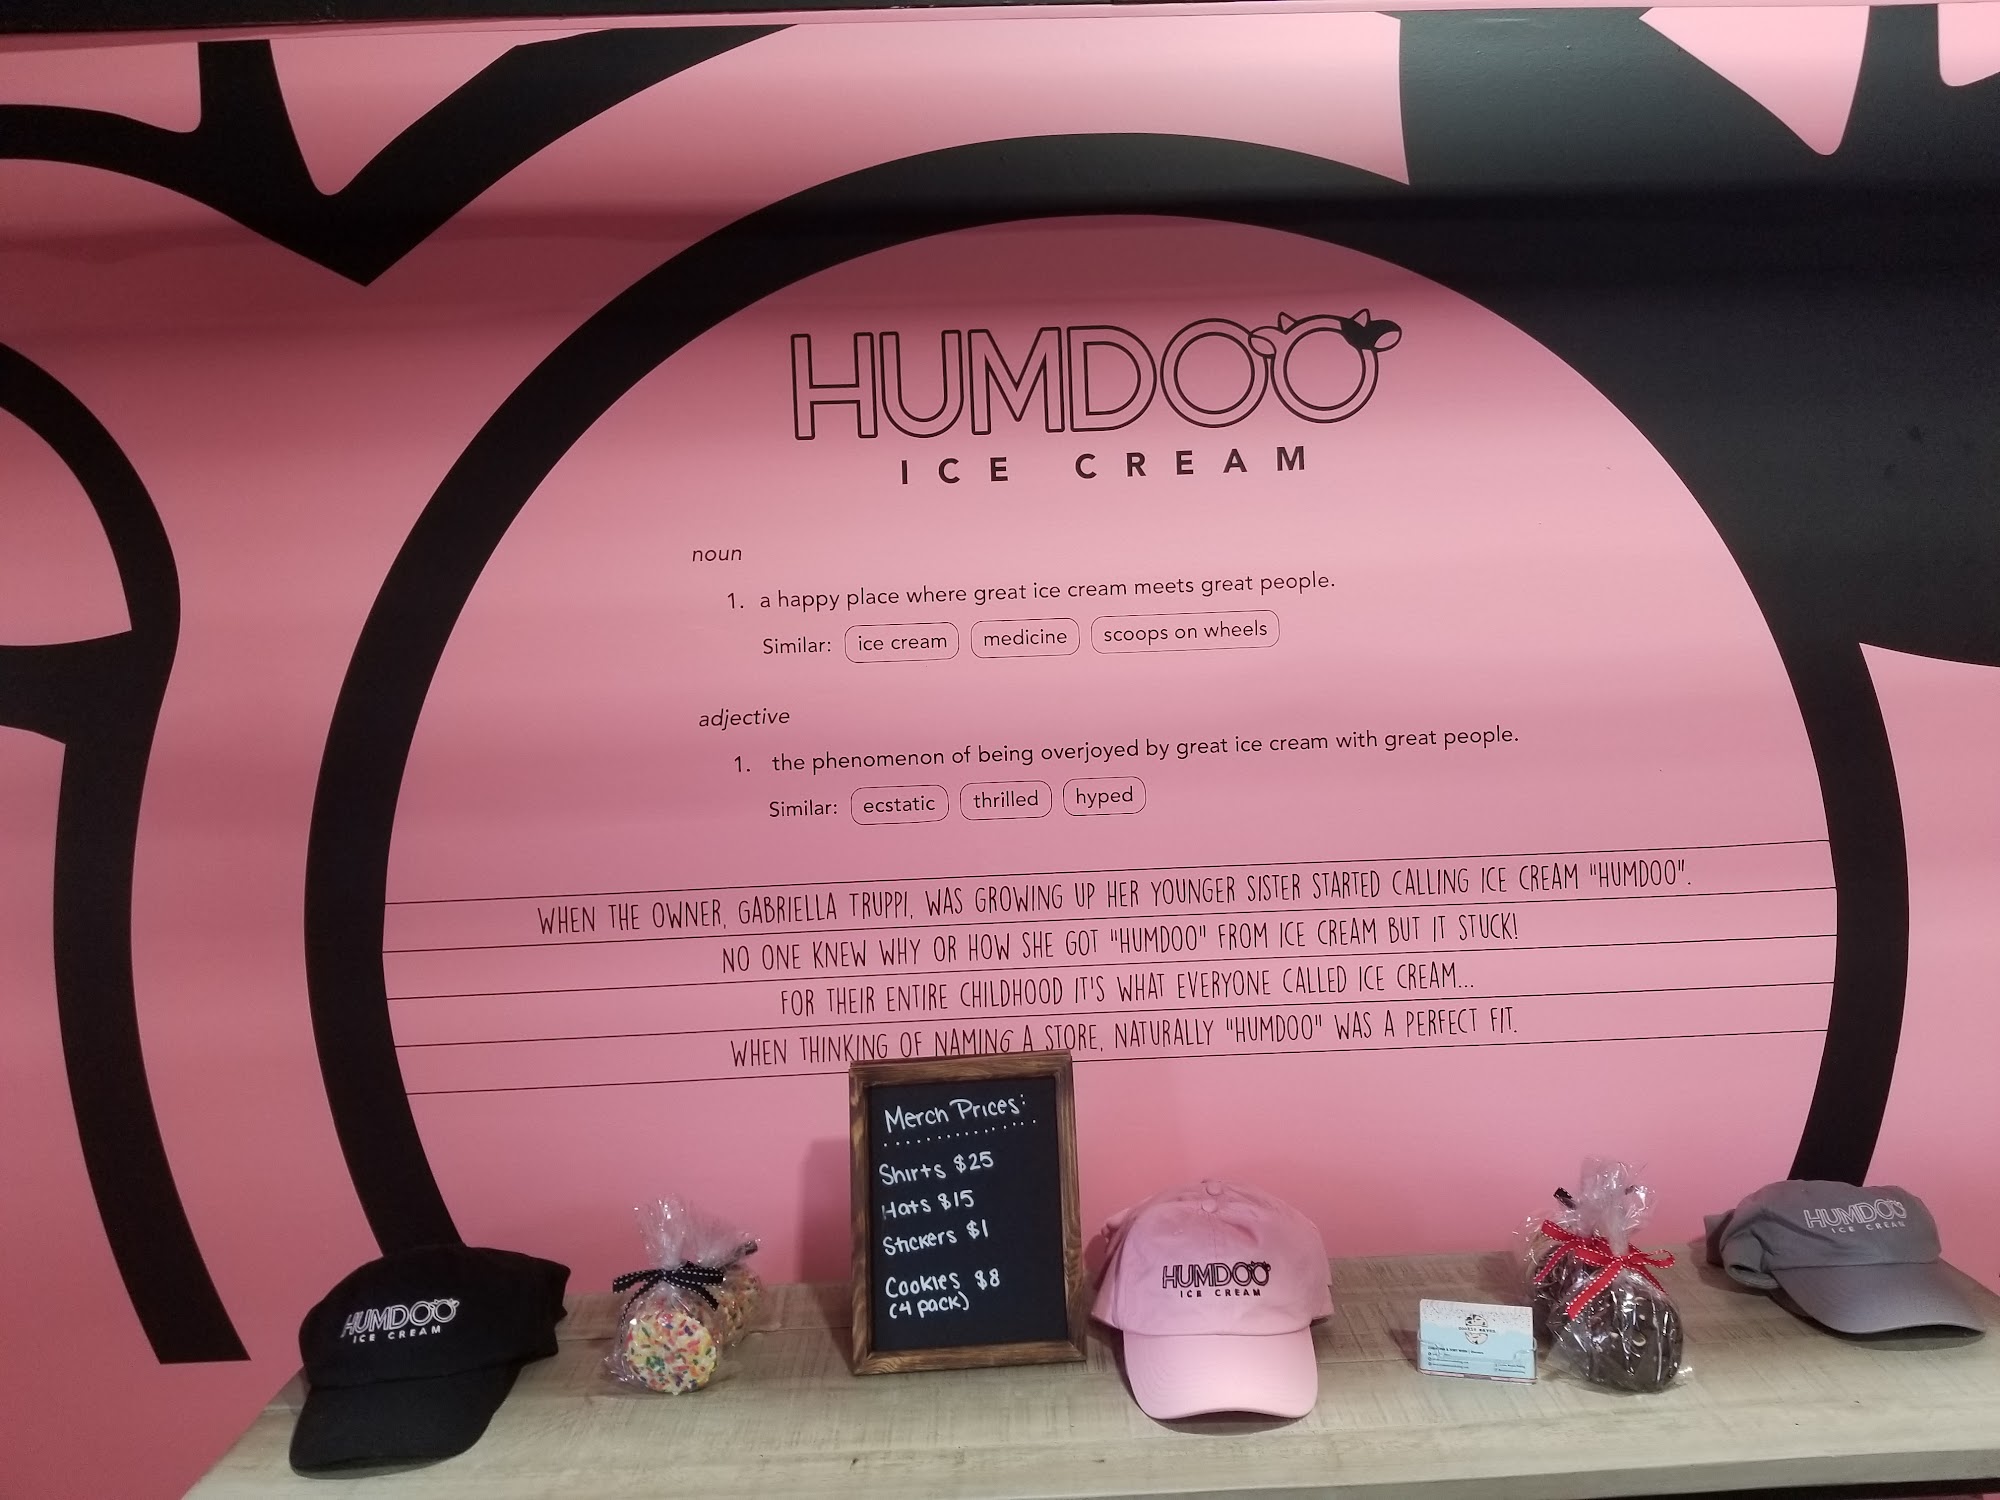 HUMDOO
ICE CREAM
noun
1. a happy place where great ice cream meets great people.
Similar: ice cream medicine scoops on wheels
adjective
1. the phenomenon of being overjoyed by great ice cream with great people.
Similar: ecstatic thrilled hyped
WHEN THE OWNER, GABRIELLA TRUPPI, WAS GROWING UP HER YOUNGER SISTER STARTED CALLING ICE CREAM "HUMDOO".
NO ONE KNEW WHY OR HOW SHE GOT "HUMDOO" FROM ICE CREAM BUT IT STUCK!
FOR THEIR ENTIRE CHILDHOOD IT'S WHAT EVERYONE CALLED ICE CREAM...
WHEN THINKING OF NAMING A STORE, NATURALLY "HUMDOO" WAS A PERFECT FIT.
Merch Prices:
Shirts $25
Hats $15
Stickers $1
Cookies $8
(4 pack)
HUMDOO
ICE CREAM
HUMDOO
ICE CREAM
HUMDOO
ICE CREAM